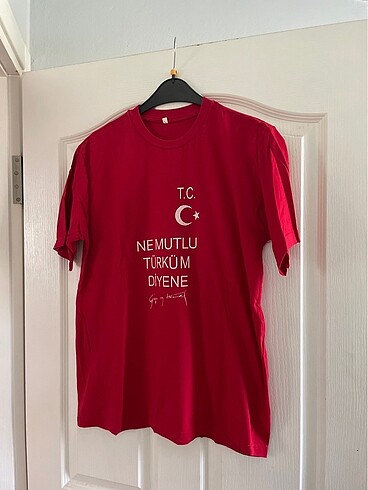 T.C.
NE MUTLU
TÜRKÜM
DİYENE